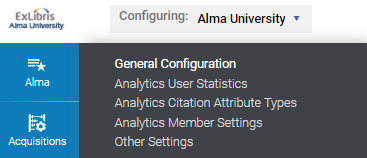 ExLibris
Alma University
Configuring: Alma University
Alma
Acquisitions
General Configuration
Analytics User Statistics
Analytics Citation Attribute Types
Analytics Member Settings
Other Settings